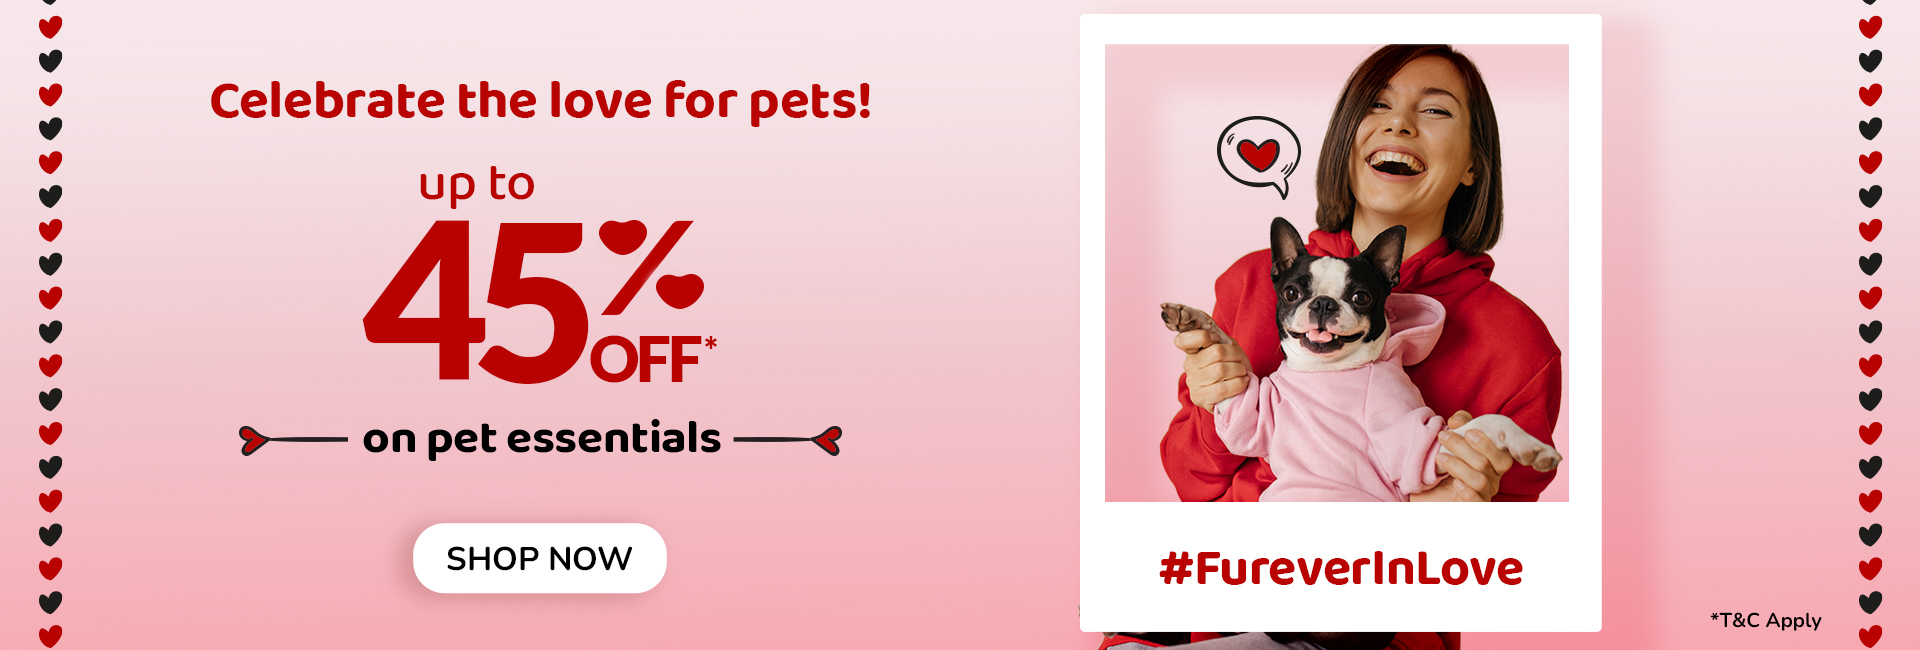 Celebrate the love for pets!
up to
45%
OFF*
on pet essentials
SHOP NOW
#FureverInLove
*T&C Apply